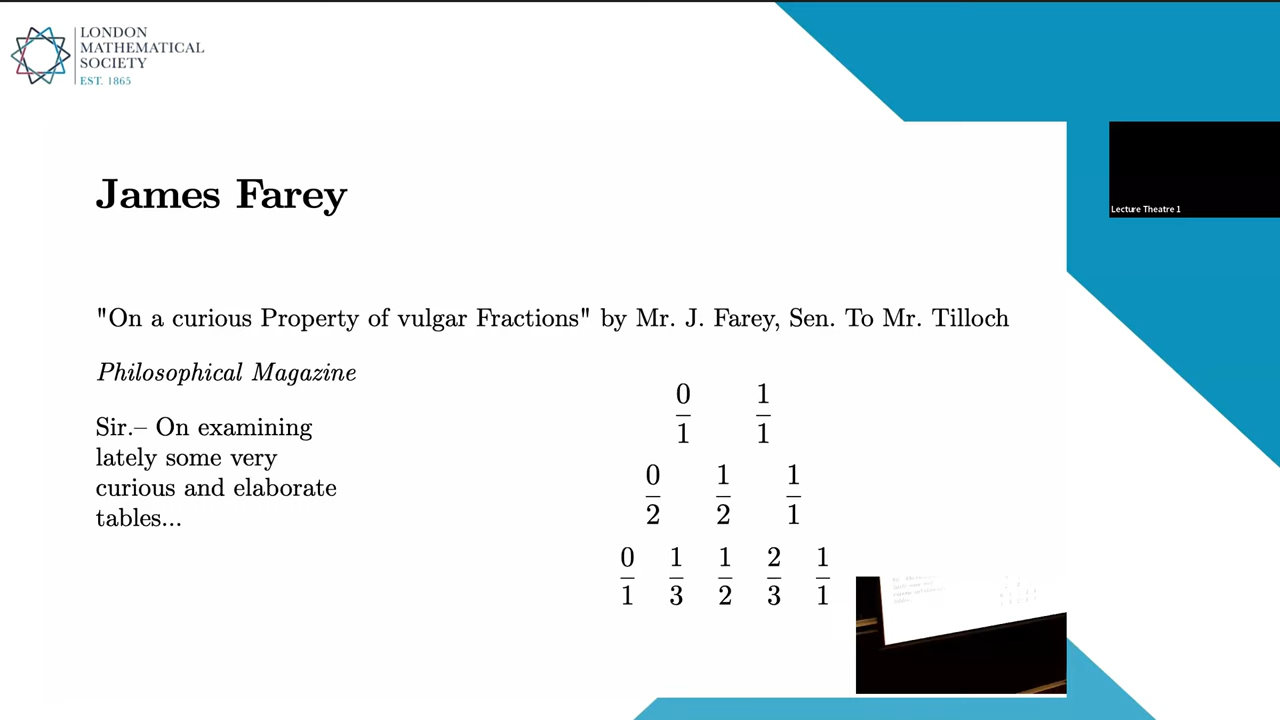 LONDON
MATHEMATICAL
SOCIETY
EST. 1865
Lecture Theatre 1
James Farey
"On a curious Property of vulgar Fractions" by Mr. J. Farey, Sen. To Mr. Tilloch
Philosophical Magazine
Sir.– On examining
lately some very
curious and elaborate
tables...
0/1 1/1
0/2 1/2 1/1
0/1 1/3 1/2 2/3 1/1